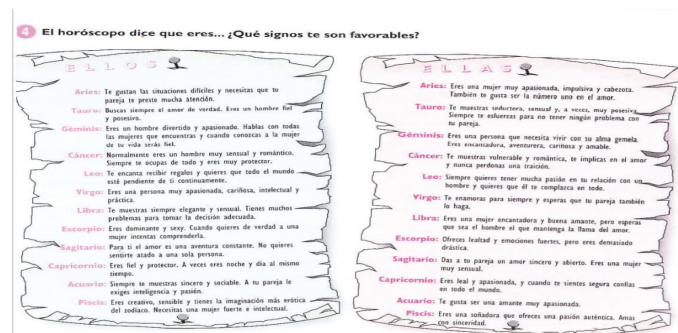 4 El horóscopo dice que eres... ¿Qué signos te son favorables?
ELLOS
Aries: Te gustan las situaciones difíciles y necesitas que tu
pareja te preste mucha atención.
Tauro: Buscas siempre el amor de verdad. Eres un hombre fiel
y posesivo.
Géminis: Eres un hombre divertido y apasionado. Hablas con todas
las mujeres que encuentras y cuando conozcas a la mujer
de tu vida serás fiel.
Cáncer: Normalmente eres un hombre muy sensual y romántico.
Siempre te ocupas de todo y eres muy protector.
Leo: Te encanta recibir regalos y quieres que todo el mundo
esté pendiente de ti continuamente.
Virgo: Eres una persona muy apasionada, cariñosa, intelectual y
práctica.
Libra: Te muestras siempre elegante y sensual. Tienes muchos
problemas para tomar la decisión adecuada.
Escorpio: Eres dominante y sexy. Cuando quieres de verdad a una
mujer intentas comprenderla.
Sagitario: Para ti el amor es una aventura constante. No quieres
sentirte atado a una sola persona.
Capricornio: Eres fiel y protector. A veces eres noche y día al mismo
tiempo.
Acuario: Siempre te muestras sincero y sociable. A tu pareja le
exiges inteligencia y pasión.
Piscis: Eres creativo, sensible y tienes la imaginación más erótica
del zodiaco. Necesitas una mujer fuerte e intelectual.
ELLAS
Aries: Eres una mujer muy apasionada, impulsiva y cabezota.
También te gusta ser la número uno en el amor.
Tauro: Te muestras seductora, sensual y, a veces, muy posesiva.
Siempre te esfuerzas para no tener ningún problema con
tu pareja.
Géminis: Eres una persona que necesita vivir con su alma gemela.
Eres encantadora, aventurera, cariñosa y amable.
Cáncer: Te muestras vulnerable y romántica, te implicas en el amor
y nunca perdonas una traición.
Leo: Siempre quieres tener mucha pasión en tu relación con un
hombre y quieres que él te complazca en todo.
Virgo: Te enamoras para siempre y esperas que tu pareja también
lo haga.
Libra: Eres una mujer encantadora y buena amante, pero esperas
que sea el hombre el que mantenga la llama del amor.
Escorpio: Ofreces lealtad y emociones fuertes, pero eres demasiado
drástica.
Sagitario: Das a tu pareja un amor sincero y abierto. Eres una mujer
muy sensual.
Capricornio: Eres leal y apasionada, y cuando te sientes segura confías
en todo el mundo.
Acuario: Te gusta ser una amante muy apasionada.
Piscis: Eres una soñadora que ofreces una pasión auténtica. Amas
con sinceridad.